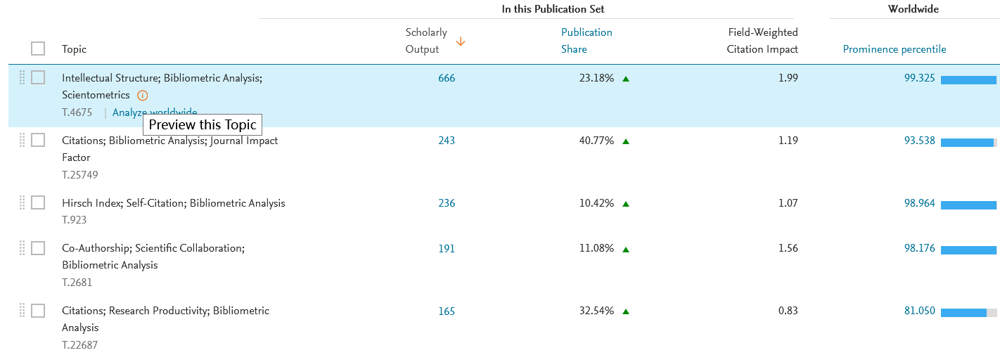 In this Publication Set Worldwide
Scholarly Publication Field-Weighted
Topic Output Share Citation Impact Prominence percentile
Intellectual Structure; Bibliometric Analysis; 666 23.18% 1.99 99.325
Scientometrics
T.4675 | Analyze worldwide
Preview this Topic
Citations; Bibliometric Analysis; Journal Impact 243 40.77% 1.19 93.538
Factor
T.25749
Hirsch Index; Self-Citation; Bibliometric Analysis 236 10.42% 1.07 98.964
T.923
Co-Authorship; Scientific Collaboration; 191 11.08% 1.56 98.176
Bibliometric Analysis
T.2681
Citations; Research Productivity; Bibliometric 165 32.54% 0.83 81.050
Analysis
T.22687